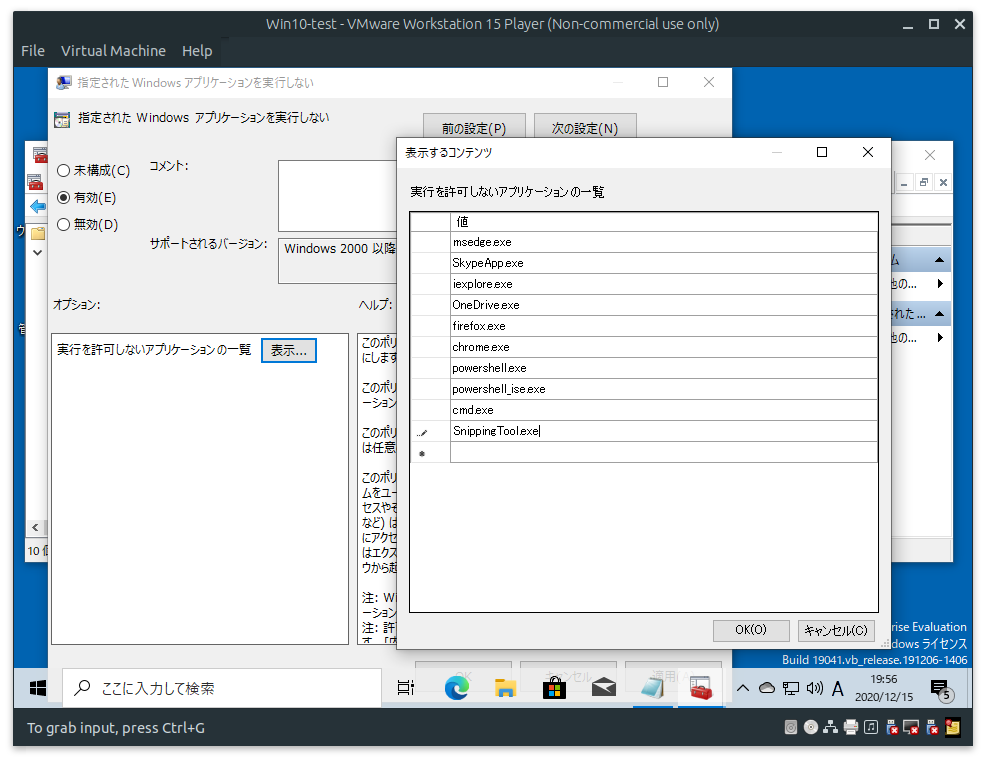 Win10-test - VMware Workstation 15 Player (Non-commercial use only)
File Virtual Machine Help
指定された Windows アプリケーションを実行しない
指定された Windows アプリケーションを実行しない
前の設定(P) 次の設定(N)
未構成(C) コメント:
有効(E)
無効(D)
サポートされるバージョン: Windows 2000 以降
オプション: ヘルプ:
実行を許可しないアプリケーションの一覧 表示...
このポリ
にします
このポリ
ーション
このポリ
は任意
このポリ
ムをユー
セスやそ
など) は
にアクセ
はエクス
ウから起
注: Wi
ーション
注: 許
表示するコンテンツ
実行を許可しないアプリケーションの一覧
値
msedge.exe
SkypeApp.exe
iexplore.exe
OneDrive.exe
firefox.exe
chrome.exe
powershell.exe
powershell_ise.exe
cmd.exe
SnippingTool.exe
OK(O) キャンセル(C)
ム
他の...
された ...
他の...
10 個
rise Evaluation
dows ライセンス
Build 19041.vb_release.191206-1406
ここに入力して検索
A
19:56
2020/12/15
5
To grab input, press Ctrl+G